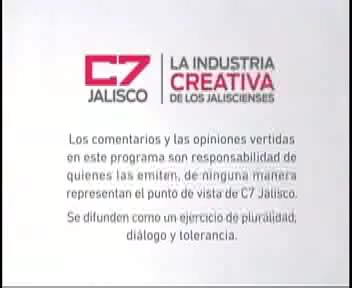 C7
JALISCO
LA INDUSTRIA
CREATIVA
DE LOS JALISCIENSES
Los comentarios y las opiniones vertidas
en este programa son responsabilidad de
quienes las emiten, de ninguna manera
representan el punto de vista de C7 Jalisco.
Se difunden como un ejercicio de pluralidad,
diálogo y tolerancia.